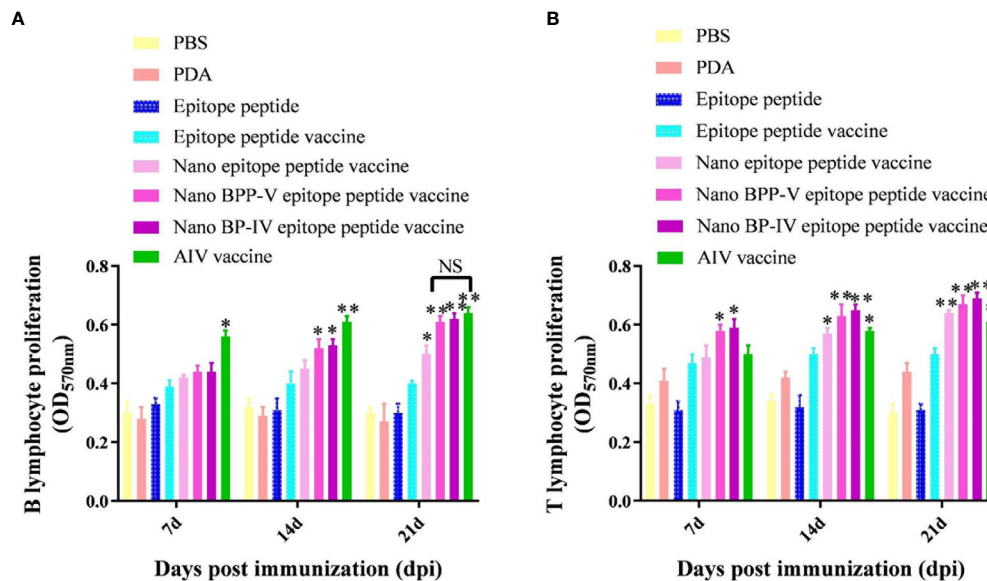 A
PBS
PDA
Epitope peptide
Epitope peptide vaccine
Nano epitope peptide vaccine
Nano BPP-V epitope peptide vaccine
Nano BP-IV epitope peptide vaccine
AIV vaccine
B lymphocyte proliferation
(OD570nm)
0.8
0.6
0.4
0.2
0.0
*
**
**
**
*
**
**
**
NS
7d
14d
21d
Days post immunization (dpi)
B
PBS
PDA
Epitope peptide
Epitope peptide vaccine
Nano epitope peptide vaccine
Nano BPP-V epitope peptide vaccine
Nano BP-IV epitope peptide vaccine
AIV vaccine
T lymphocyte proliferation
(OD570nm)
0.8
0.6
0.4
0.2
0.0
*
*
*
**
**
**
**
**
**
7d
14d
21d
Days post immunization (dpi)